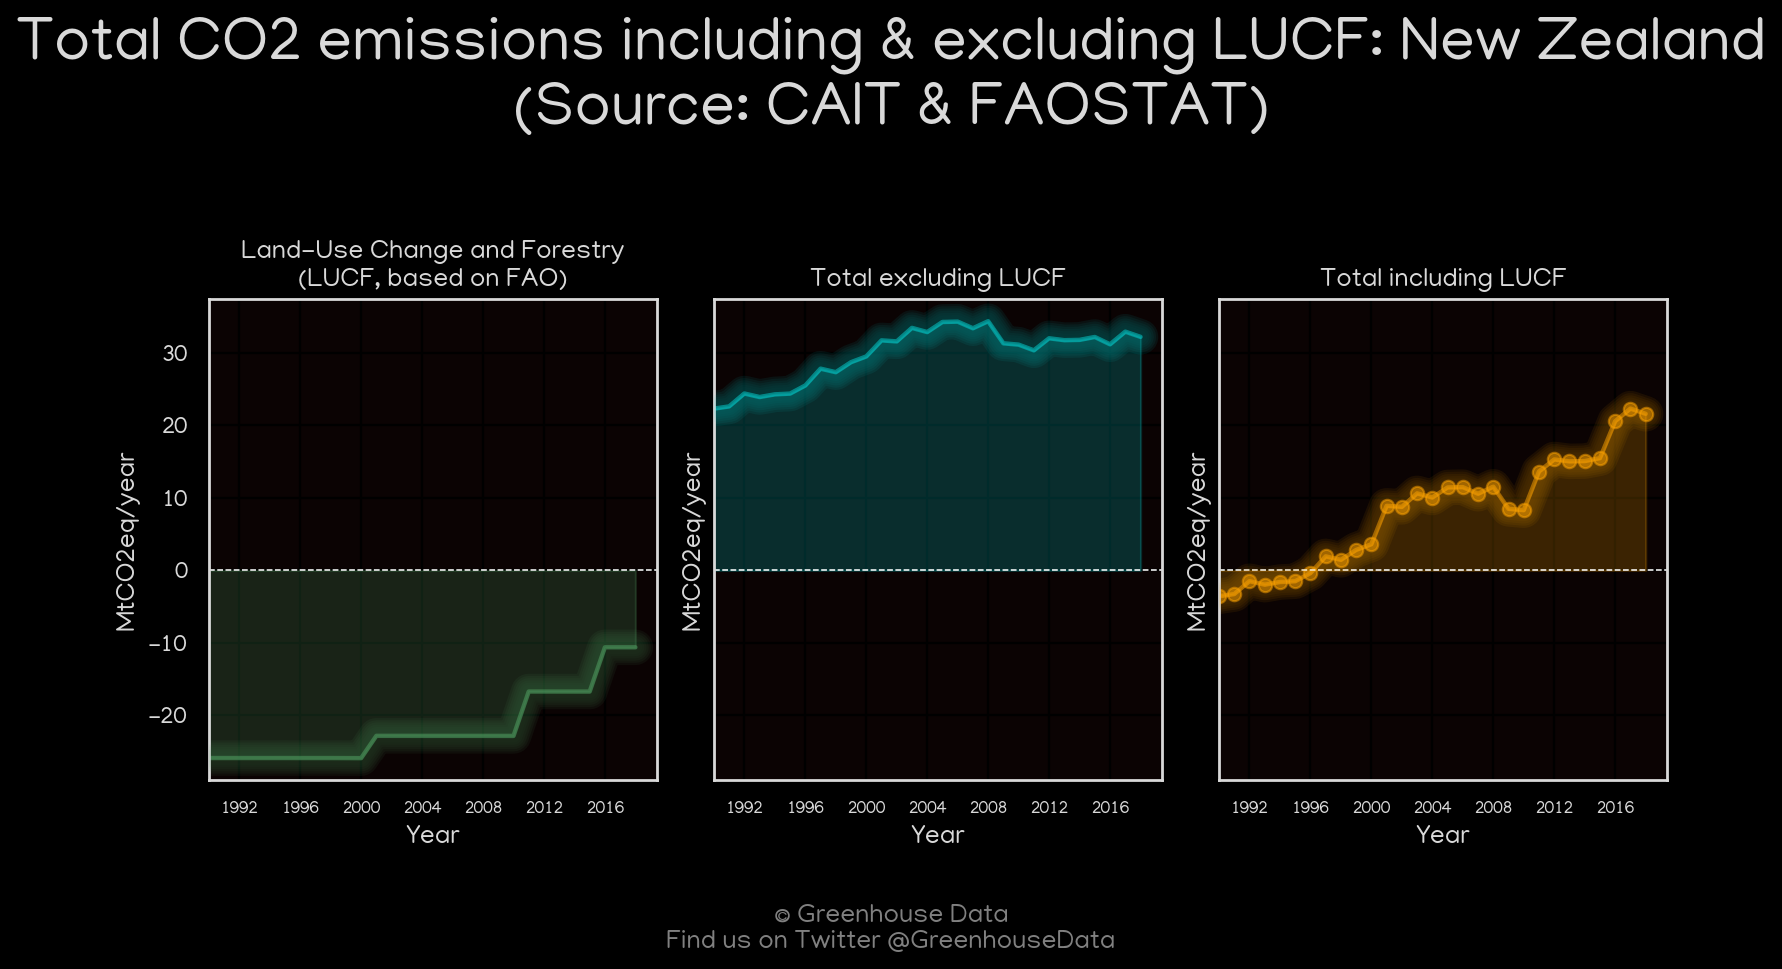 Total CO2 emissions including & excluding LUCF: New Zealand
(Source: CAIT & FAOSTAT)
Land-Use Change and Forestry
(LUCF, based on FAO)
MtCO2eq/year
30
20
10
0
-10
-20
1992 1996 2000 2004 2008 2012 2016
Year
Total excluding LUCF
MtCO2eq/year
1992 1996 2000 2004 2008 2012 2016
Year
Total including LUCF
MtCO2eq/year
1992 1996 2000 2004 2008 2012 2016
Year
© Greenhouse Data
Find us on Twitter @GreenhouseData